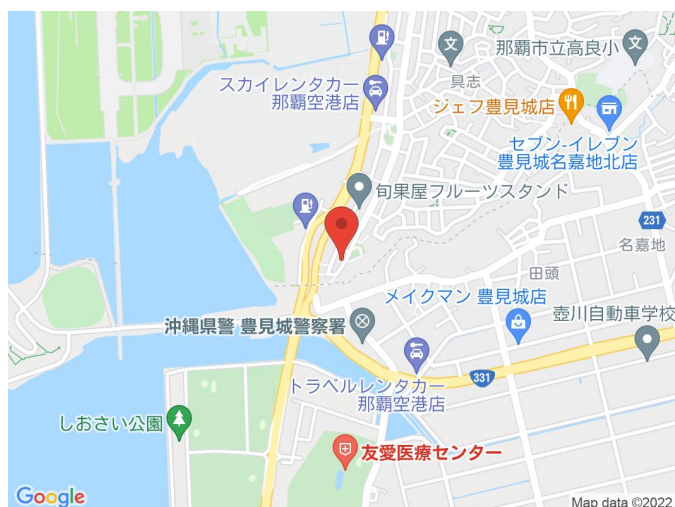 那覇市立高良小
具志
スカイレンタカー
那覇空港店
ジェフ豊見城店
セブン-イレブン
豊見城名嘉地北店
旬果屋フルーツスタンド
231
名嘉地
田頭
メイクマン 豊見城店
沖縄県警 豊見城警察署
壺川自動車学校
331
トラベルレンタカー
那覇空港店
しおさい公園
友愛医療センター
Google
Map data ©2022